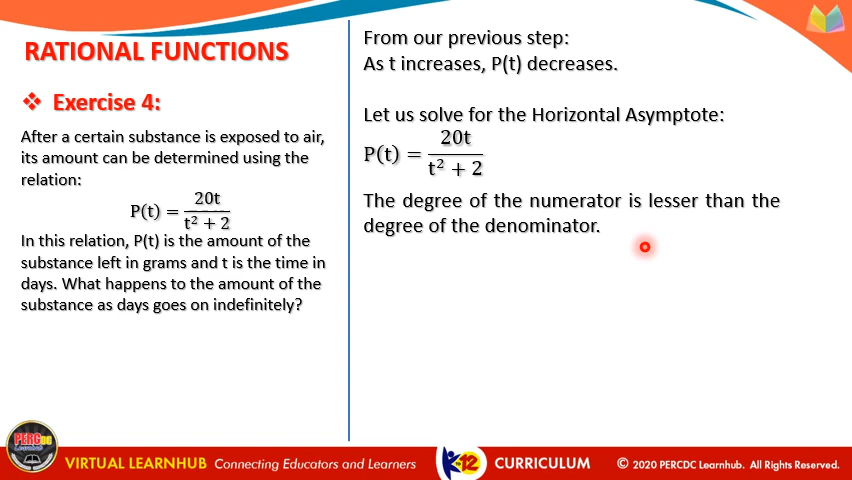 RATIONAL FUNCTIONS
❖ Exercise 4:
After a certain substance is exposed to air,
its amount can be determined using the
relation:
P(t) = 20t / t² + 2
In this relation, P(t) is the amount of the
substance left in grams and t is the time in
days. What happens to the amount of the
substance as days goes on indefinitely?
From our previous step:
As t increases, P(t) decreases.
Let us solve for the Horizontal Asymptote:
P(t) = 20t / t² + 2
The degree of the numerator is lesser than the
degree of the denominator.
PERCDC
Learnhub
VIRTUAL LEARNHUB Connecting Educators and Learners
K to 12 CURRICULUM
© 2020 PERCDC Learnhub. All Rights Reserved.